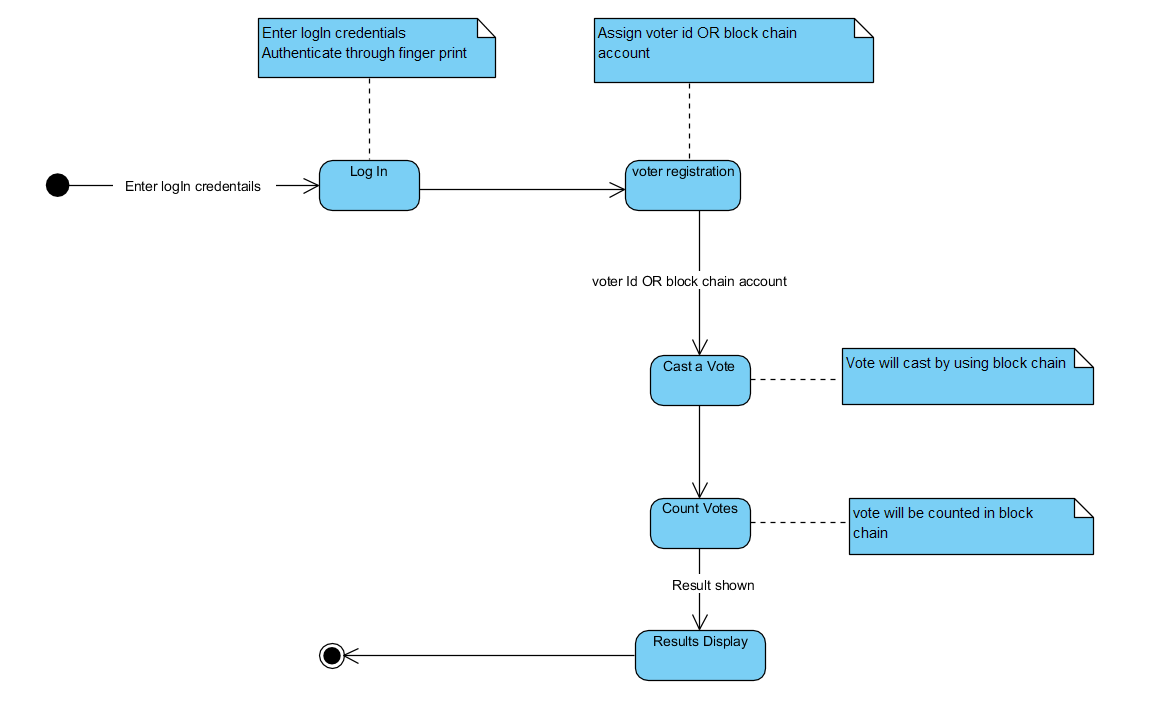 Enter logIn credentials
Authenticate through finger print
Assign voter id OR block chain
account
Enter logIn credentails
Log In
voter registration
voter Id OR block chain account
Cast a Vote
Vote will cast by using block chain
Count Votes
vote will be counted in block
chain
Result shown
Results Display